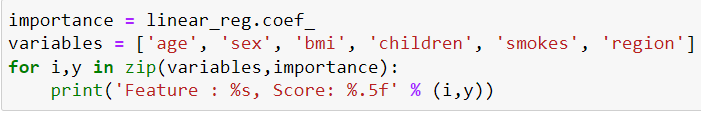 importance = linear_reg.coef_
variables = ['age', 'sex', 'bmi', 'children', 'smokes', 'region']
for i,y in zip(variables,importance):
    print('Feature : %s, Score: %.5f' % (i,y))